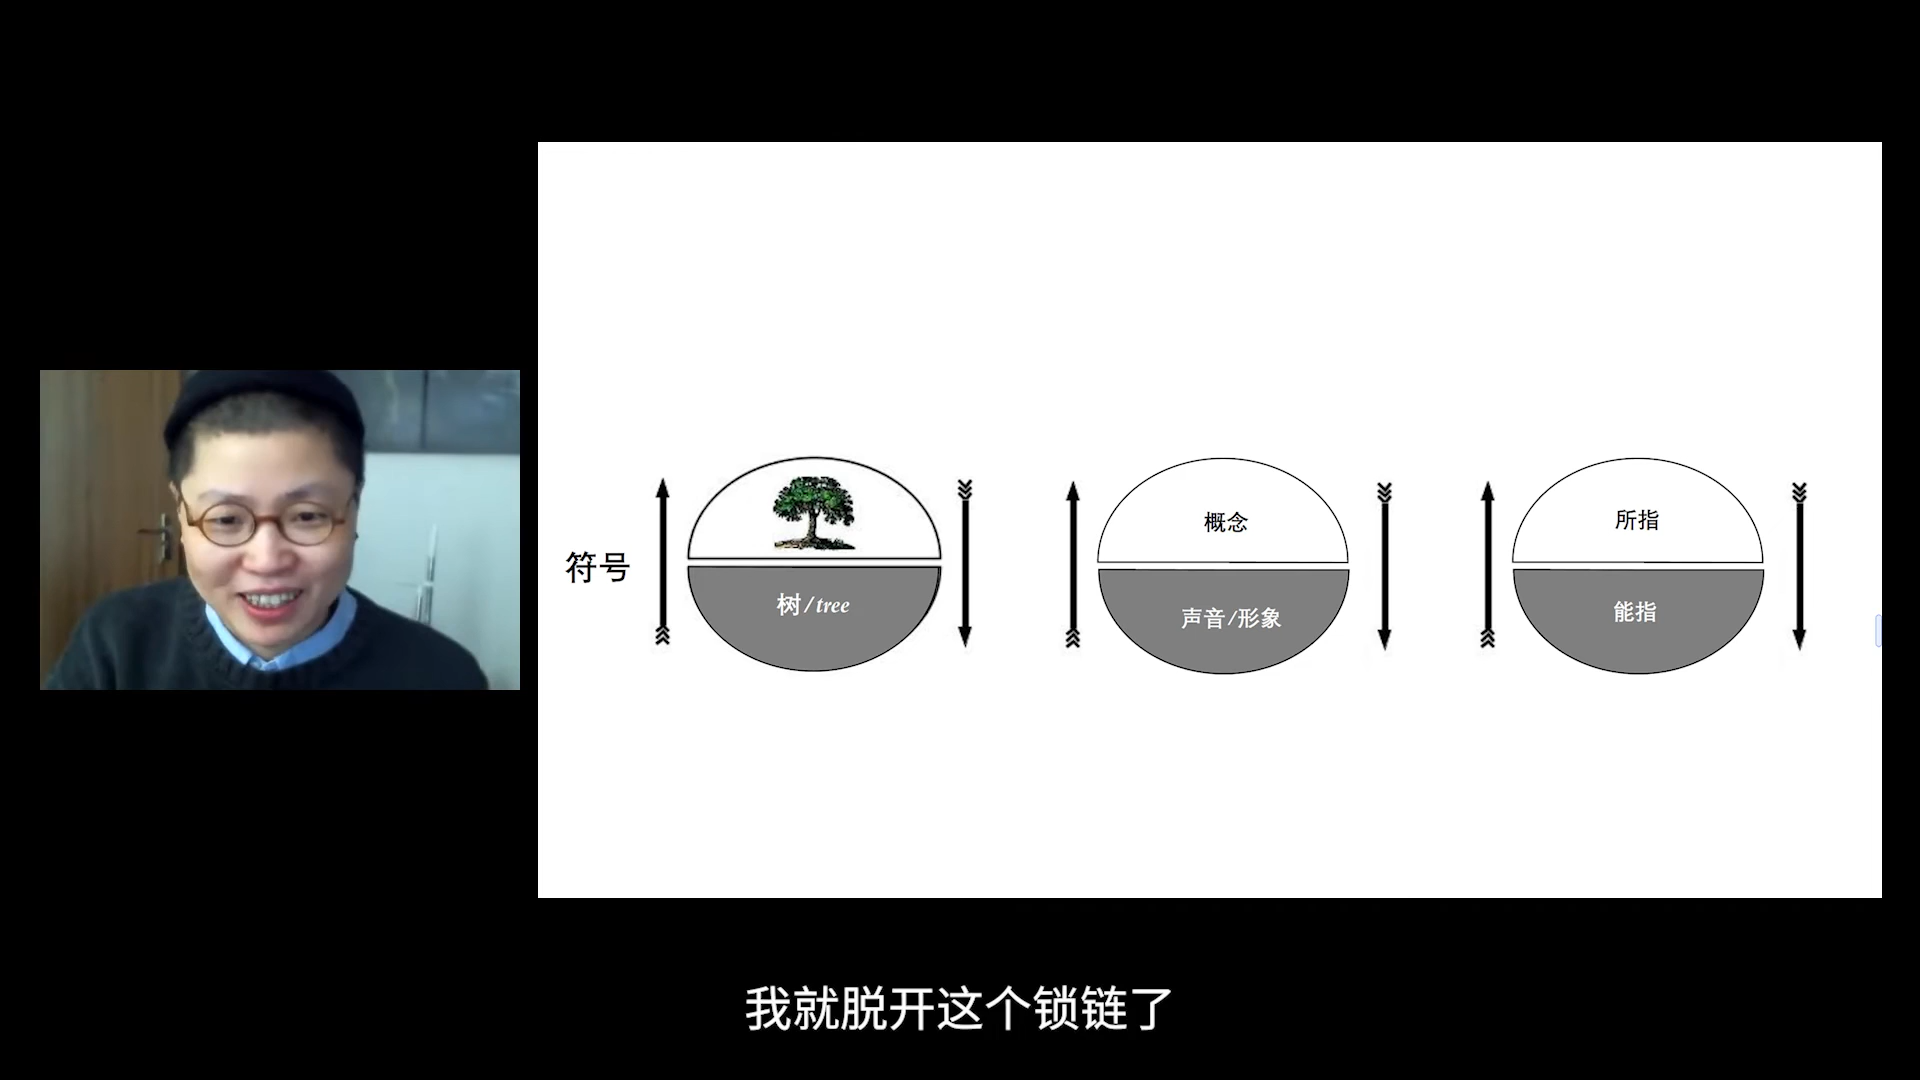 符号
树/tree
概念
声音/形象
所指
能指
我就脱开这个锁链了